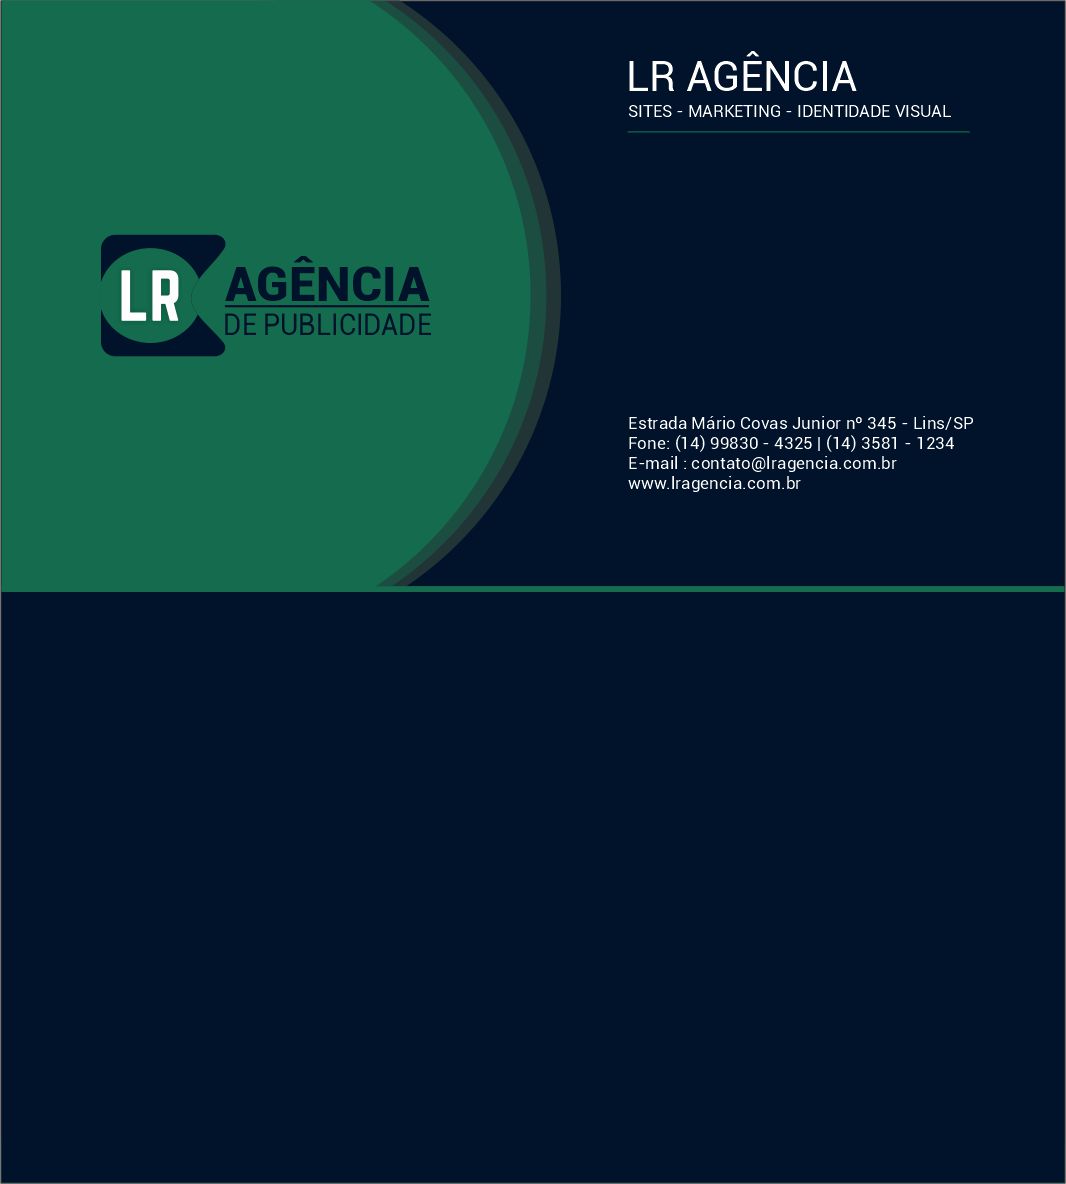 LR
AGÊNCIA
DE PUBLICIDADE
LR AGÊNCIA
SITES - MARKETING - IDENTIDADE VISUAL
Estrada Mário Covas Junior nº 345 - Lins/SP
Fone: (14) 99830 - 4325 | (14) 3581 - 1234
E-mail : contato@lragencia.com.br
www.lragencia.com.br